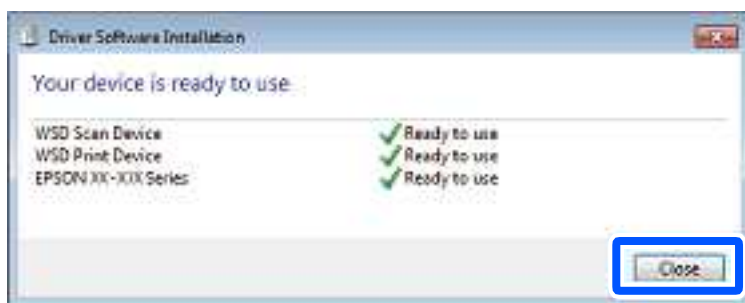 Driver Software Installation
Your device is ready to use
WSD Scan Device Ready to use
WSD Print Device Ready to use
EPSON XX-XXX Series Ready to use
Close